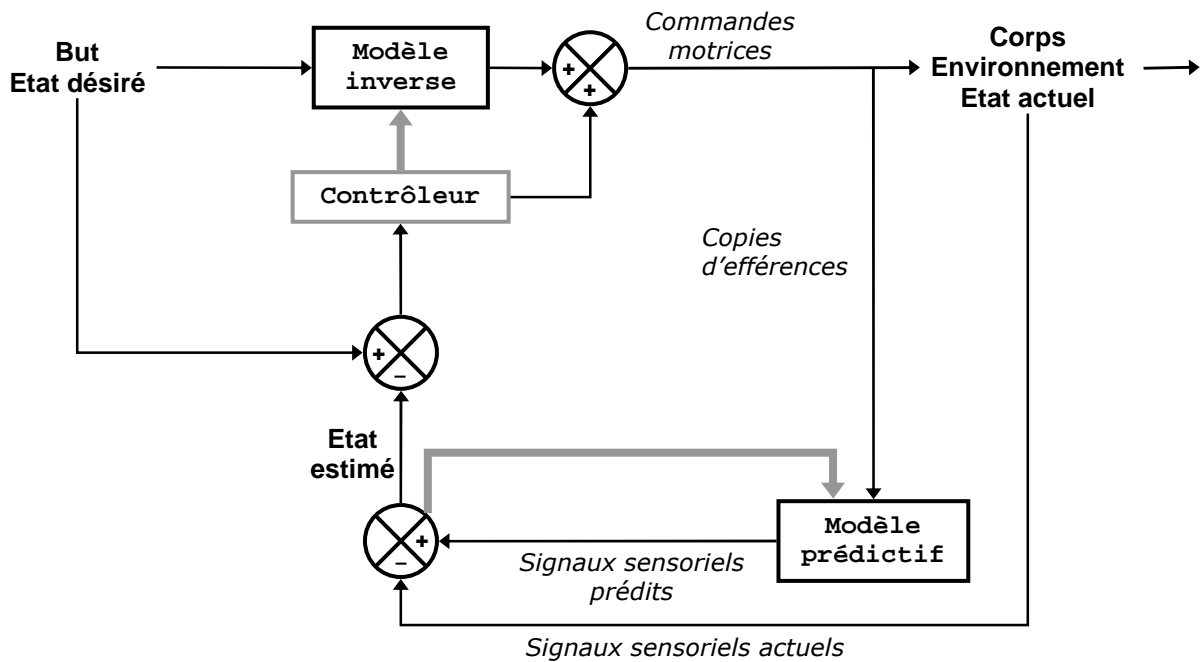 But
Etat désiré
Modèle
inverse
+
+
Commandes
motrices
Corps
Environnement
Etat actuel
Contrôleur
Copies
d'efférences
+
–
Etat
estimé
+
–
Modèle
prédictif
Signaux sensoriels
prédits
Signaux sensoriels actuels